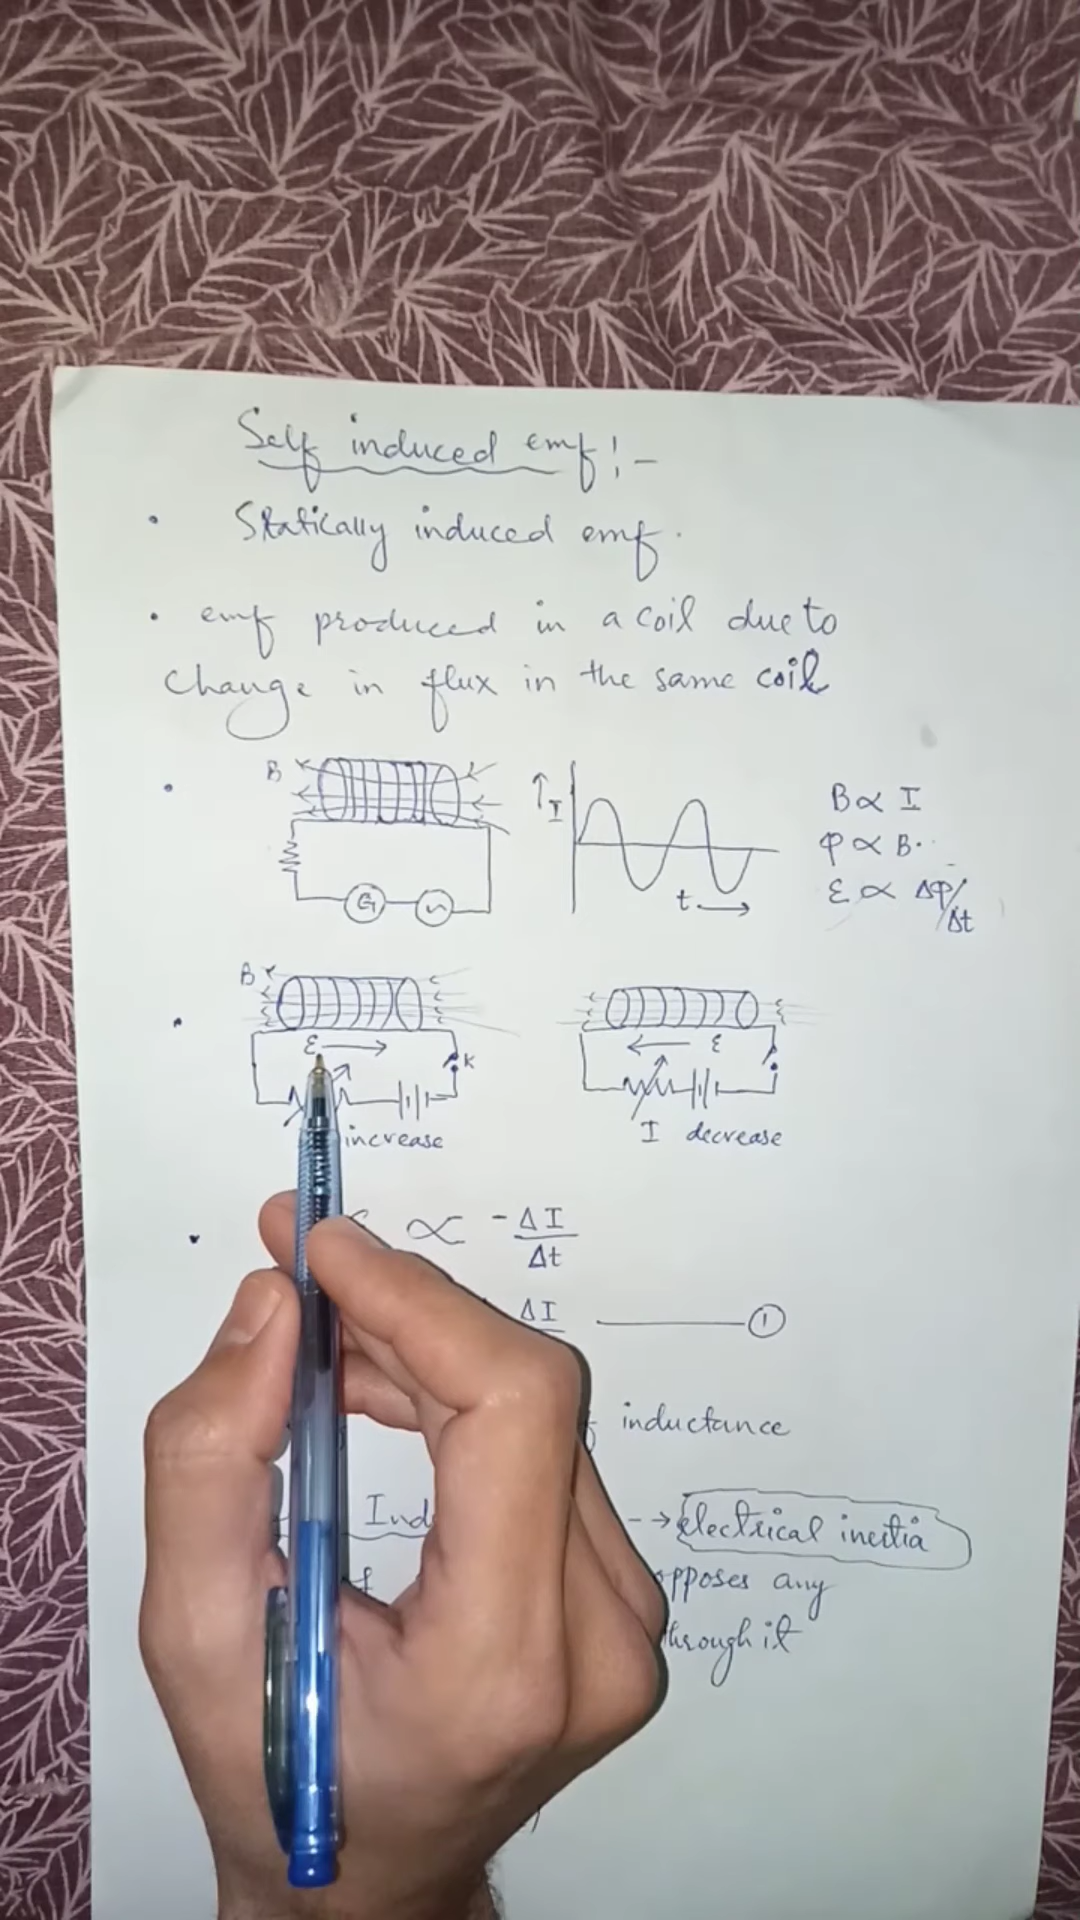 Self induced emf :-
• Statically induced emf.
• emf produced in a coil due to
change in flux in the same coil
• B
G
↑ I
t →
B ∝ I
φ ∝ B.
ε ∝ Δφ/Δt
• B
ε →
K
increase
← ε
I decrease
• ∝ -ΔI/Δt
ΔI ——— ①
inductance
--→ electrical inertia
opposes any
through it